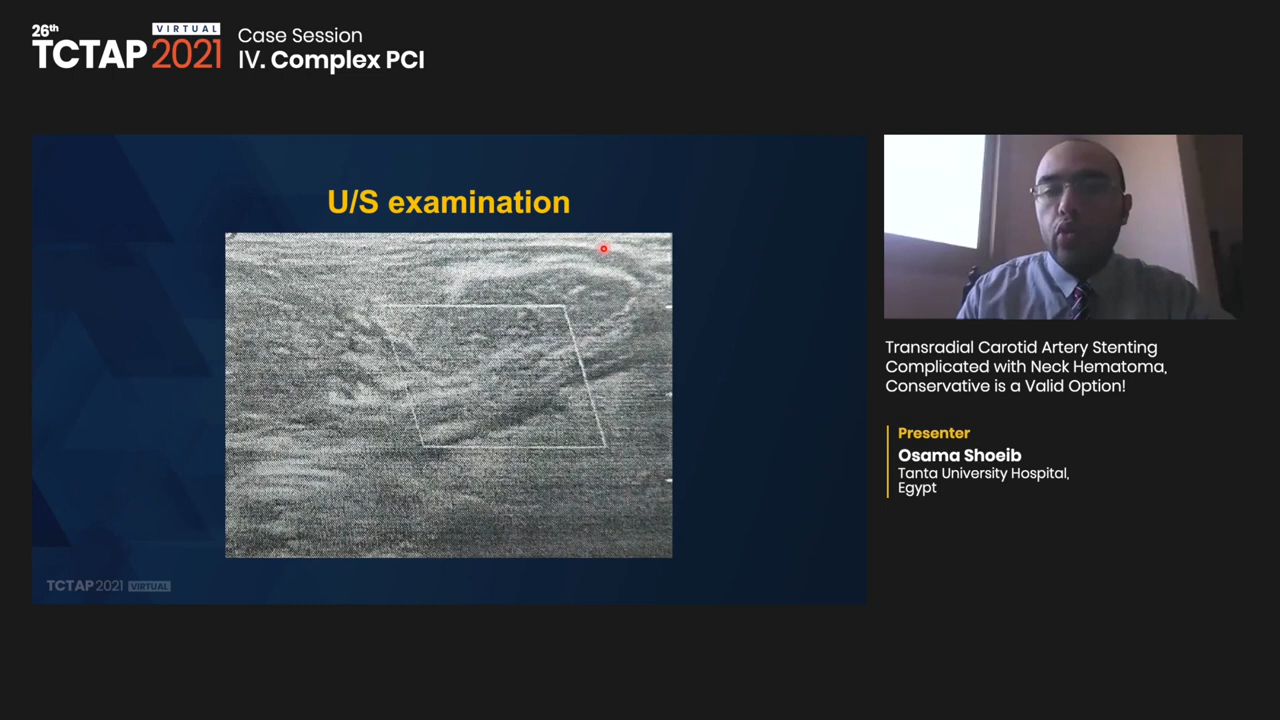 26th
VIRTUAL
TCTAP 2021
Case Session
IV. Complex PCI
U/S examination
TCTAP 2021 VIRTUAL
Transradial Carotid Artery Stenting
Complicated with Neck Hematoma,
Conservative is a Valid Option!
Presenter
Osama Shoeib
Tanta University Hospital,
Egypt